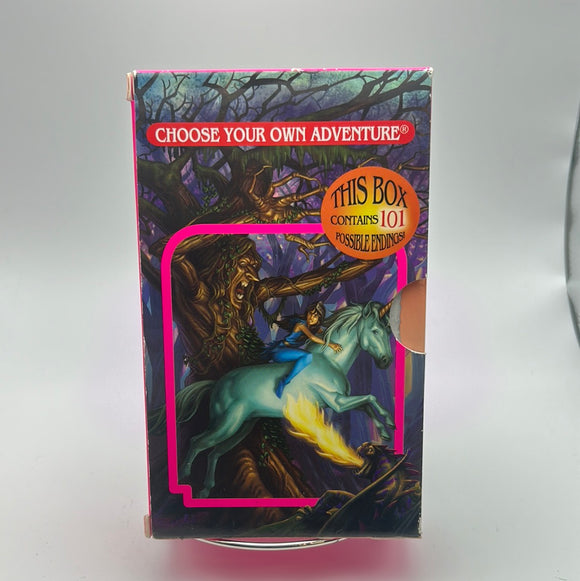 CHOOSE YOUR OWN ADVENTURE®
THIS BOX
CONTAINS 101
POSSIBLE ENDINGS!